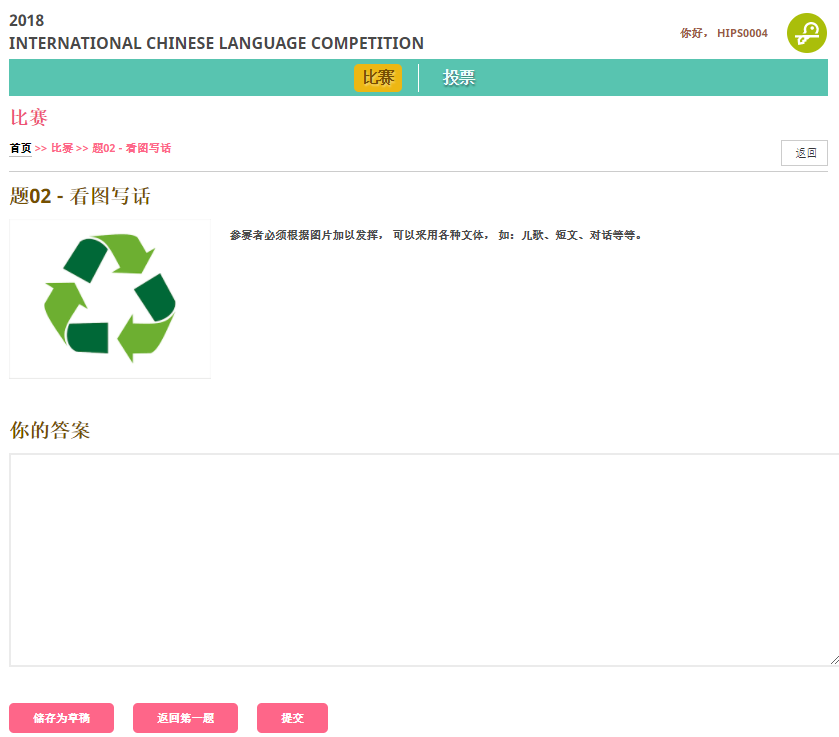 2018
INTERNATIONAL CHINESE LANGUAGE COMPETITION
你好， HIPS0004
比赛
投票
比赛
首页 >> 比赛 >> 题02 - 看图写话
返回
题02 - 看图写话
参赛者必须根据图片加以发挥， 可以采用各种文体， 如：儿歌、短文、对话等等。
你的答案
储存为草稿
返回第一题
提交